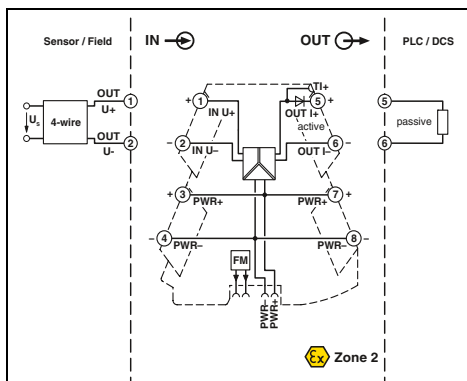 Sensor / Field
IN
OUT
PLC / DCS
OUT
U+
1
+
1
IN U+
TI+
5
+
OUT I+
active
5
Us
4-wire
passive
OUT
U-
2
–
2
IN U–
6
–
OUT I–
6
+
3
PWR+
7
+
PWR+
–
4
PWR–
8
–
PWR–
FM
PWR–
PWR+
Ex
Zone 2